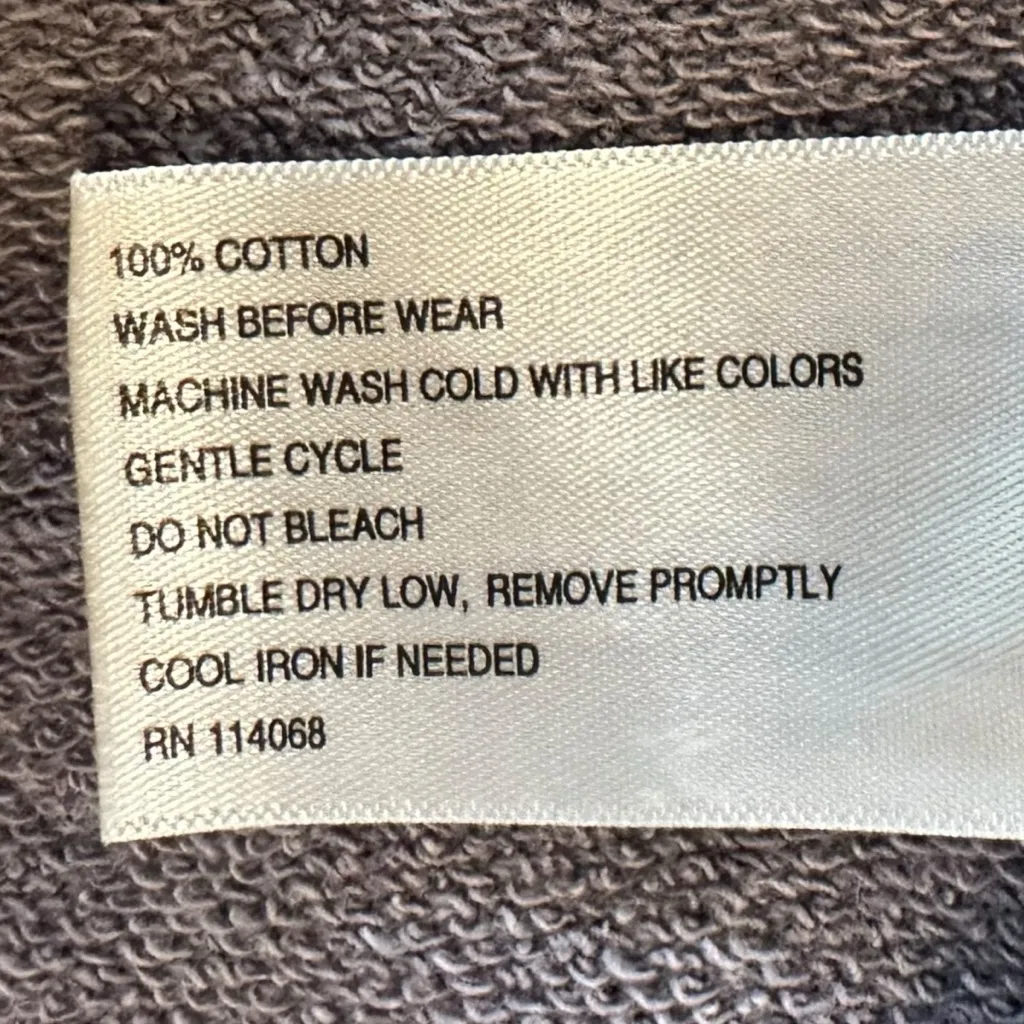 100% COTTON
WASH BEFORE WEAR
MACHINE WASH COLD WITH LIKE COLORS
GENTLE CYCLE
DO NOT BLEACH
TUMBLE DRY LOW, REMOVE PROMPTLY
COOL IRON IF NEEDED
RN 114068